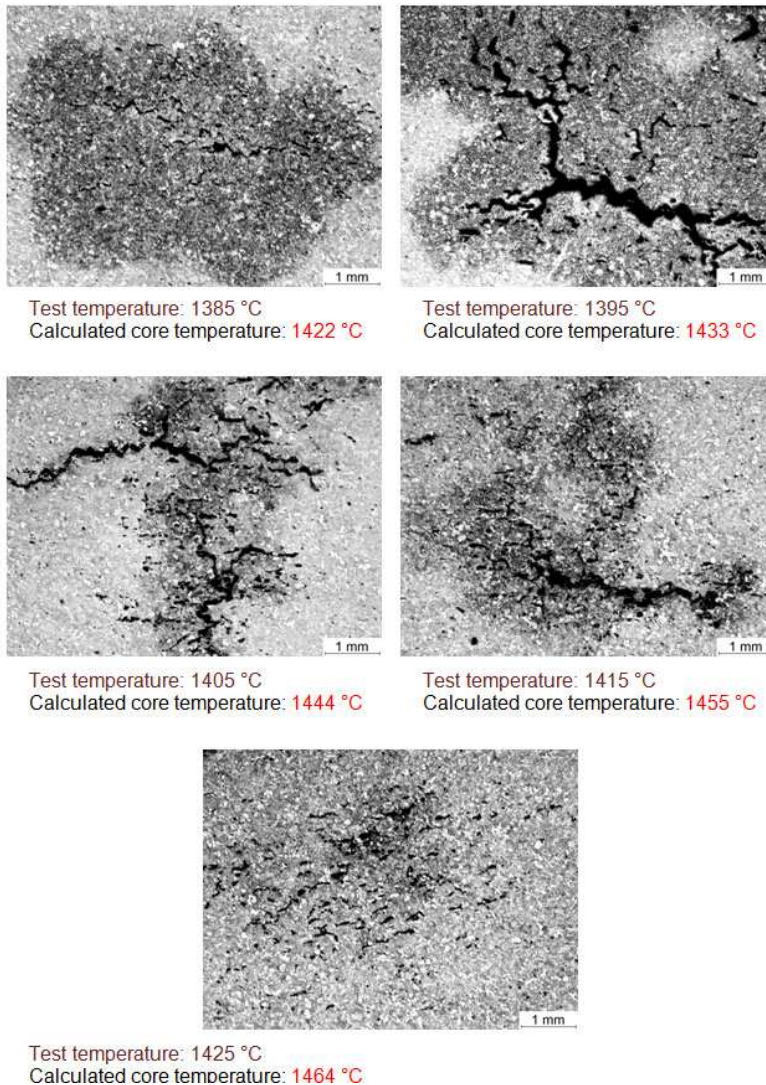 1 mm
1 mm
Test temperature: 1385 °C
Calculated core temperature: 1422 °C
Test temperature: 1395 °C
Calculated core temperature: 1433 °C
1 mm
1 mm
Test temperature: 1405 °C
Calculated core temperature: 1444 °C
Test temperature: 1415 °C
Calculated core temperature: 1455 °C
1 mm
Test temperature: 1425 °C
Calculated core temperature: 1464 °C